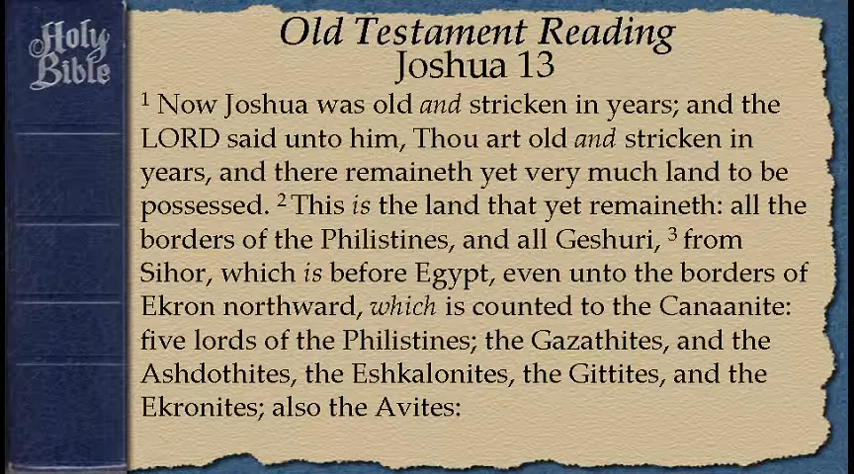 Holy
Bible
Old Testament Reading
Joshua 13
1 Now Joshua was old and stricken in years; and the
LORD said unto him, Thou art old and stricken in
years, and there remaineth yet very much land to be
possessed. 2 This is the land that yet remaineth: all the
borders of the Philistines, and all Geshuri, 3 from
Sihor, which is before Egypt, even unto the borders of
Ekron northward, which is counted to the Canaanite:
five lords of the Philistines; the Gazathites, and the
Ashdothites, the Eshkalonites, the Gittites, and the
Ekronites; also the Avites: